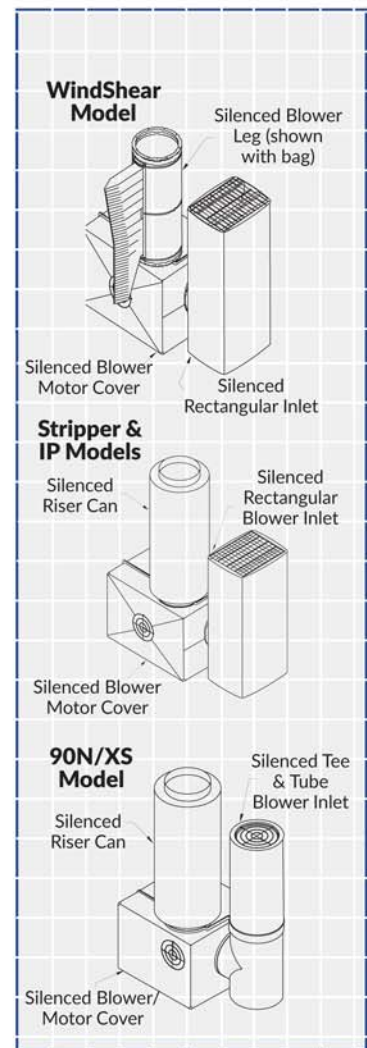 WindShear
Model
Silenced Blower
Leg (shown
with bag)
Silenced Blower
Motor Cover
Silenced
Rectangular Inlet
Stripper &
IP Models
Silenced
Riser Can
Silenced
Rectangular
Blower Inlet
Silenced Blower
Motor Cover
90N/XS
Model
Silenced Tee
& Tube
Blower Inlet
Silenced
Riser Can
Silenced Blower/
Motor Cover